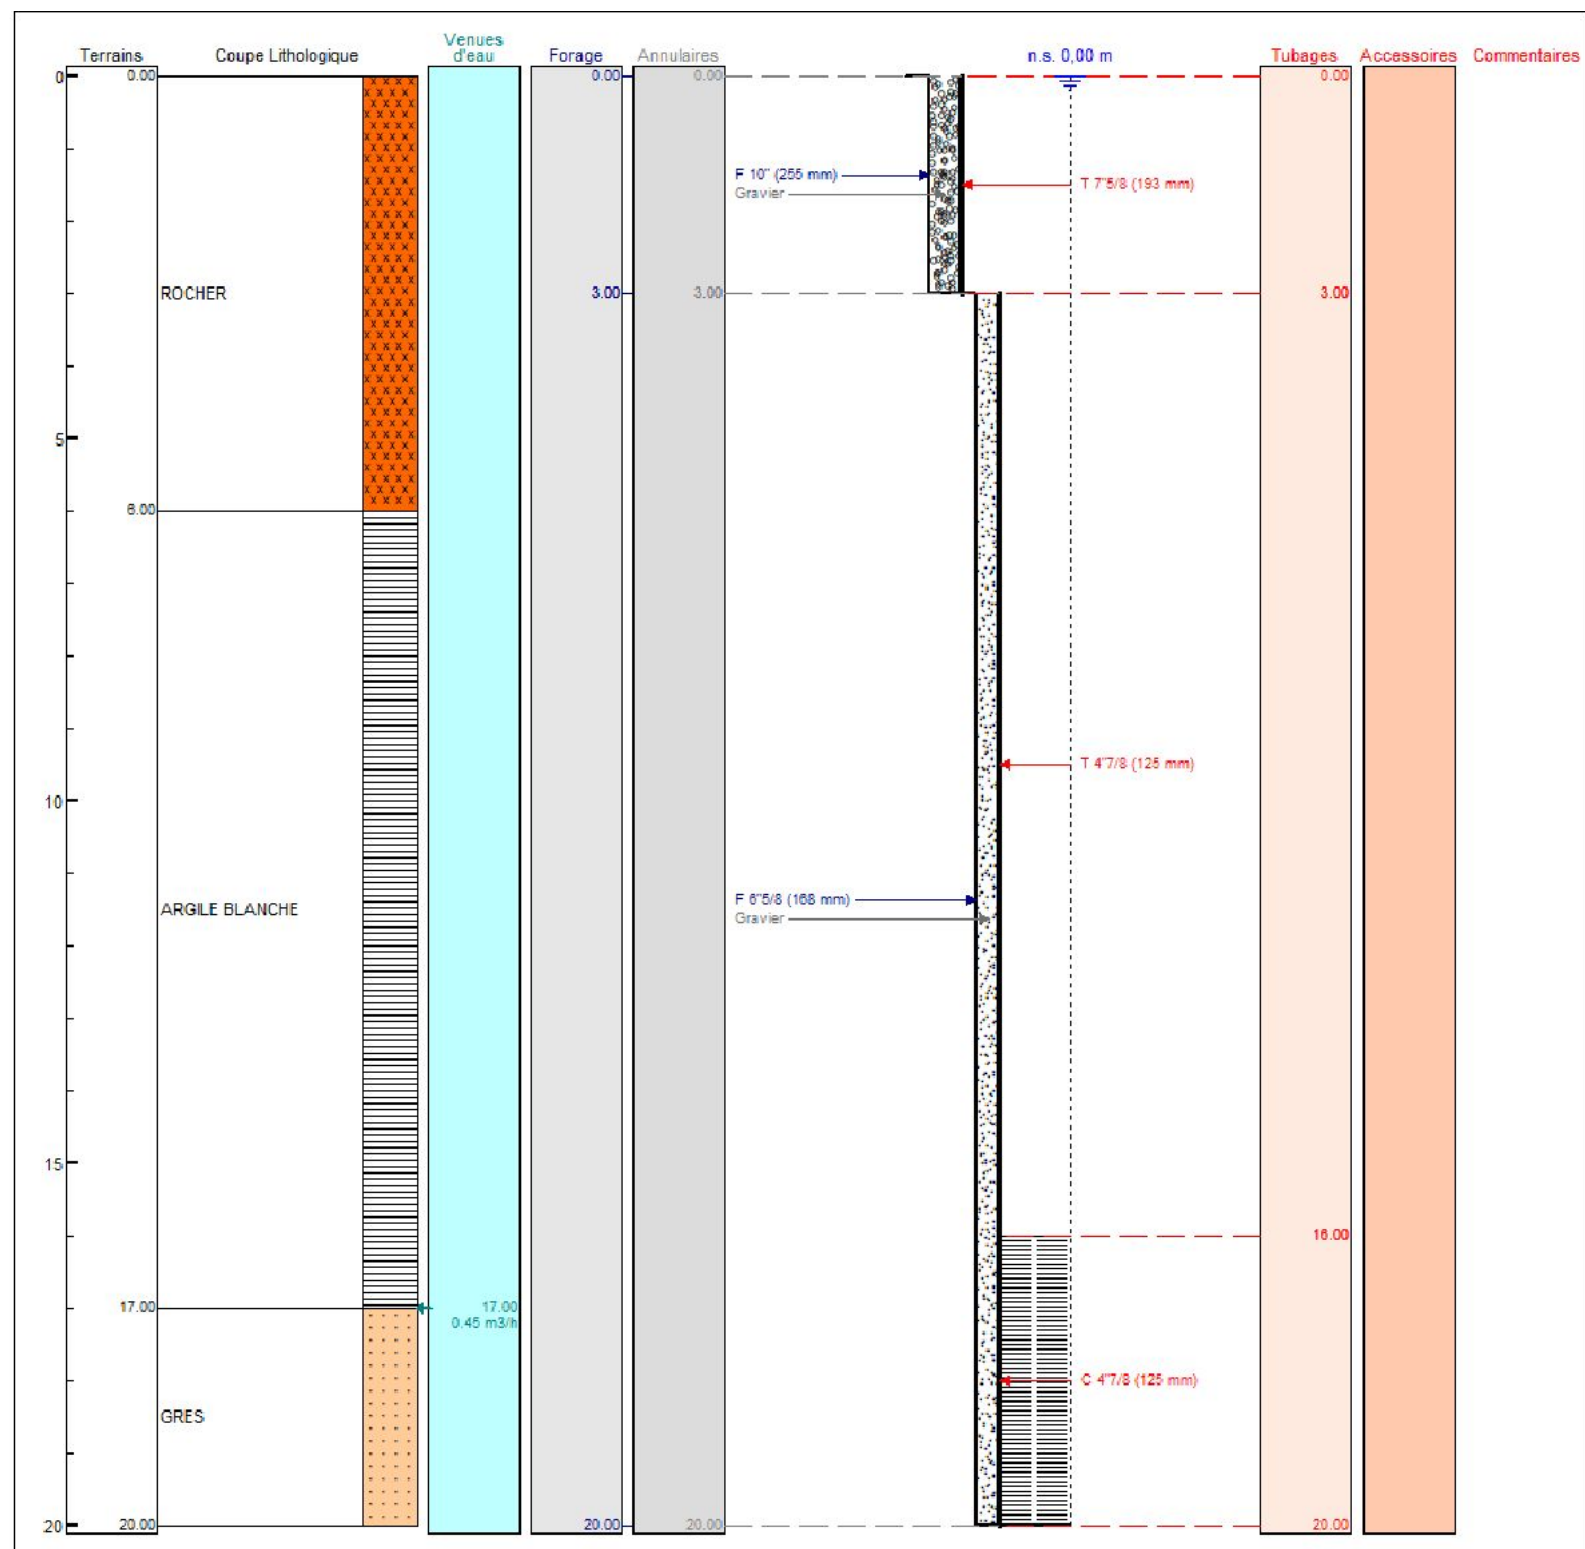 Terrains
Coupe Lithologique
Venues
d'eau
Forage
Annulaires
n.s. 0,00 m
Tubages
Accessoires
Commentaires
0
0.00
0.00
0.00
0.00
F 10" (255 mm)
Gravier
T 7"5/8 (193 mm)
ROCHER
3.00
3.00
3.00
5
6.00
T 4"7/8 (125 mm)
10
F 6"5/8 (168 mm)
Gravier
ARGILE BLANCHE
15
16.00
17.00
17.00
0.45 m3/h
C 4"7/8 (125 mm)
GRES
20
20.00
20.00
20.00
20.00